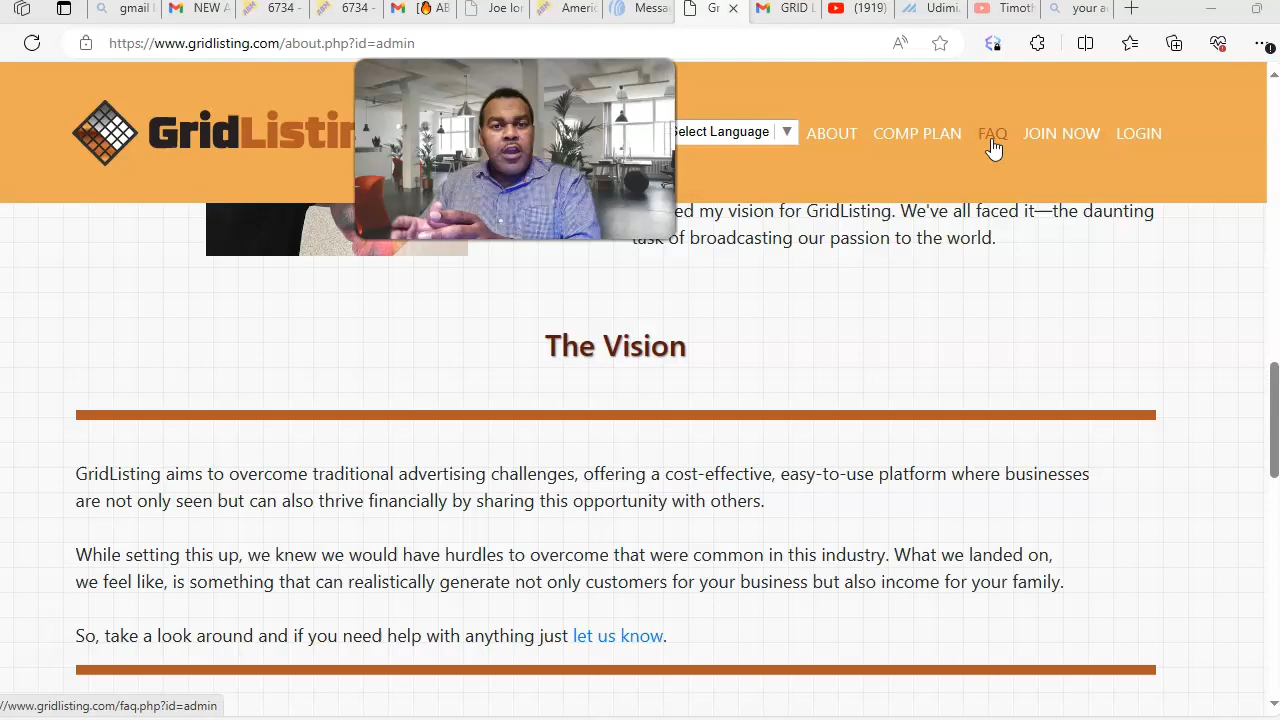 gmail
NEW A
6734 -
6734 -
AB
Joe Ior
Americ
Messa
Gr
GRID L
(1919)
Udimi.
Timoth
your a
https://www.gridlisting.com/about.php?id=admin
GridListin
Select Language
ABOUT
COMP PLAN
FAQ
JOIN NOW
LOGIN
ed my vision for GridListing. We've all faced it—the daunting
task of broadcasting our passion to the world.
The Vision
GridListing aims to overcome traditional advertising challenges, offering a cost-effective, easy-to-use platform where businesses
are not only seen but can also thrive financially by sharing this opportunity with others.
While setting this up, we knew we would have hurdles to overcome that were common in this industry. What we landed on,
we feel like, is something that can realistically generate not only customers for your business but also income for your family.
So, take a look around and if you need help with anything just let us know.
//www.gridlisting.com/faq.php?id=admin